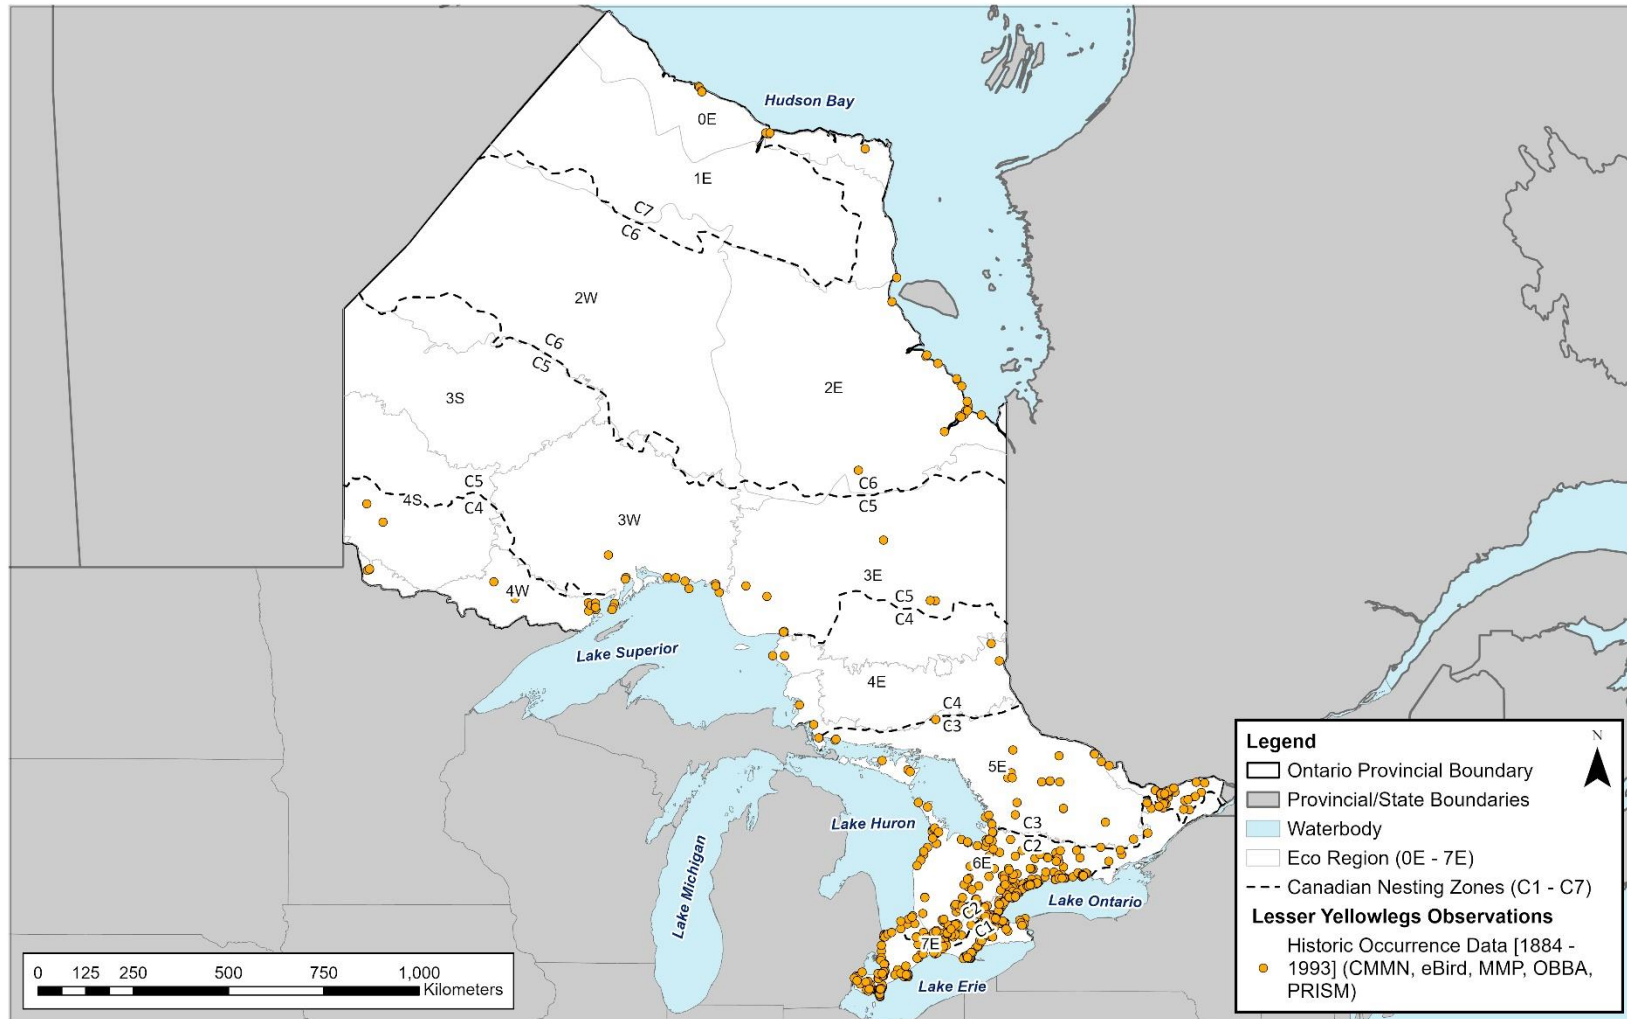 Hudson Bay
0E
1E
C7
C6
2W
C6
C5
2E
3S
C5
4S
C4
C6
C5
3W
3E
4W
C5
C4
Lake Superior
4E
C4
C3
5E
Lake Huron
C3
C2
6E
Lake Michigan
C2
C1
Lake Ontario
7E
Lake Erie
0 125 250 500 750 1,000
Kilometers
Legend
N
Ontario Provincial Boundary
Provincial/State Boundaries
Waterbody
Eco Region (0E - 7E)
Canadian Nesting Zones (C1 - C7)
Lesser Yellowlegs Observations
Historic Occurrence Data [1884 -
1993] (CMMN, eBird, MMP, OBBA,
PRISM)